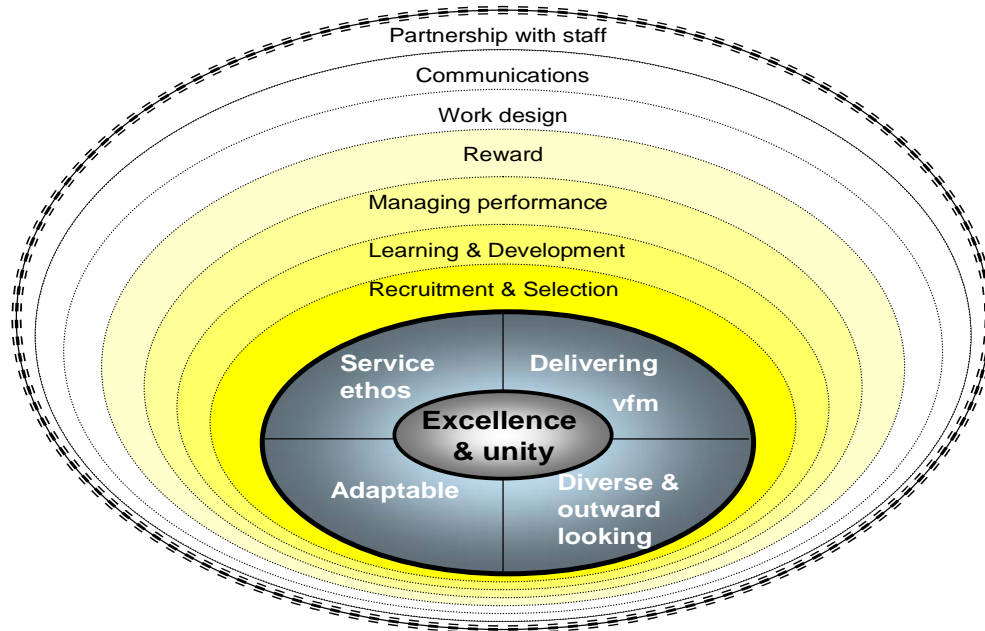 Partnership with staff
Communications
Work design
Reward
Managing performance
Learning & Development
Recruitment & Selection
Service
ethos
Delivering
vfm
Excellence
& unity
Adaptable
Diverse &
outward
looking